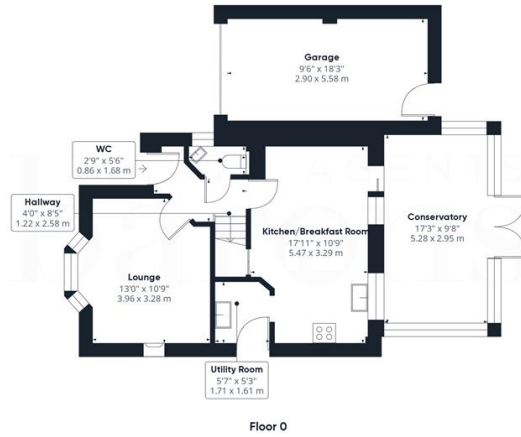 Garage
9'6" x 18'3"
2.90 x 5.58 m
WC
2'9" x 5'6"
0.86 x 1.68 m
Hallway
4'0" x 8'5"
1.22 x 2.58 m
Kitchen/Breakfast Room
17'11" x 10'9"
5.47 x 3.29 m
Conservatory
17'3" x 9'8"
5.28 x 2.95 m
Lounge
13'0" x 10'9"
3.96 x 3.28 m
Utility Room
5'7" x 5'3"
1.71 x 1.61 m
Floor 0